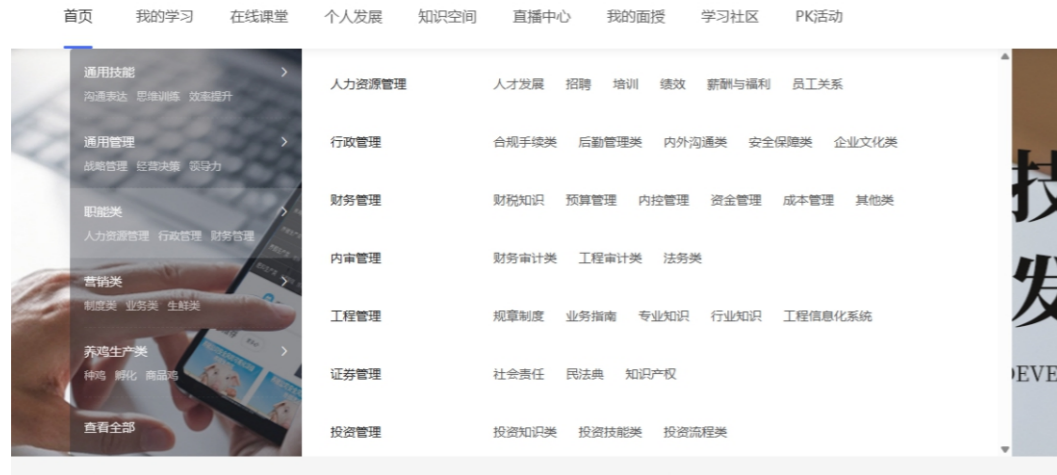 首页 我的学习 在线课堂 个人发展 知识空间 直播中心 我的面授 学习社区 PK活动
通用技能
沟通表达 思维训练 效率提升
通用管理
战略管理 经营决策 领导力
职能类
人力资源管理 行政管理 财务管理
营销类
制度类 业务类 生鲜类
养鸡生产类
种鸡 孵化 商品鸡
查看全部
人力资源管理 人才发展 招聘 培训 绩效 薪酬与福利 员工关系
行政管理 合规手续类 后勤管理类 内外沟通类 安全保障类 企业文化类
财务管理 财税知识 预算管理 内控管理 资金管理 成本管理 其他类
内审管理 财务审计类 工程审计类 法务类
工程管理 规章制度 业务指南 专业知识 行业知识 工程信息化系统
证券管理 社会责任 民法典 知识产权
投资管理 投资知识类 投资技能类 投资流程类
技
发
DEVE